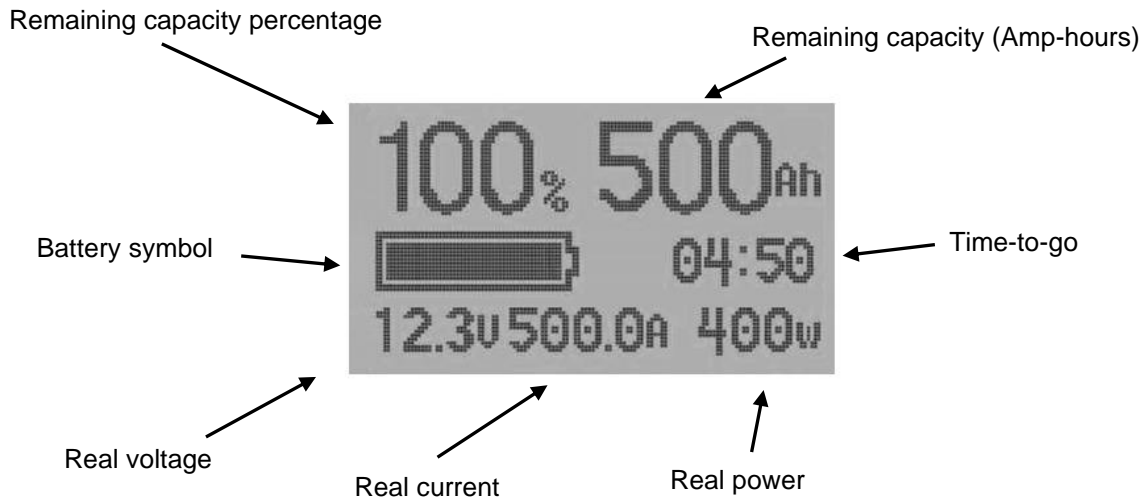 Remaining capacity percentage
Remaining capacity (Amp-hours)
100% 500Ah
Battery symbol
04:50
Time-to-go
12.3V 500.0A 400w
Real voltage
Real current
Real power